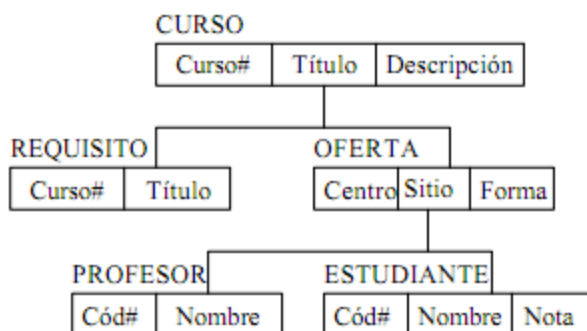 CURSO
Curso# Título Descripción
REQUISITO OFERTA
Curso# Título Centro Sitio Forma
PROFESOR ESTUDIANTE
Cód# Nombre Cód# Nombre Nota